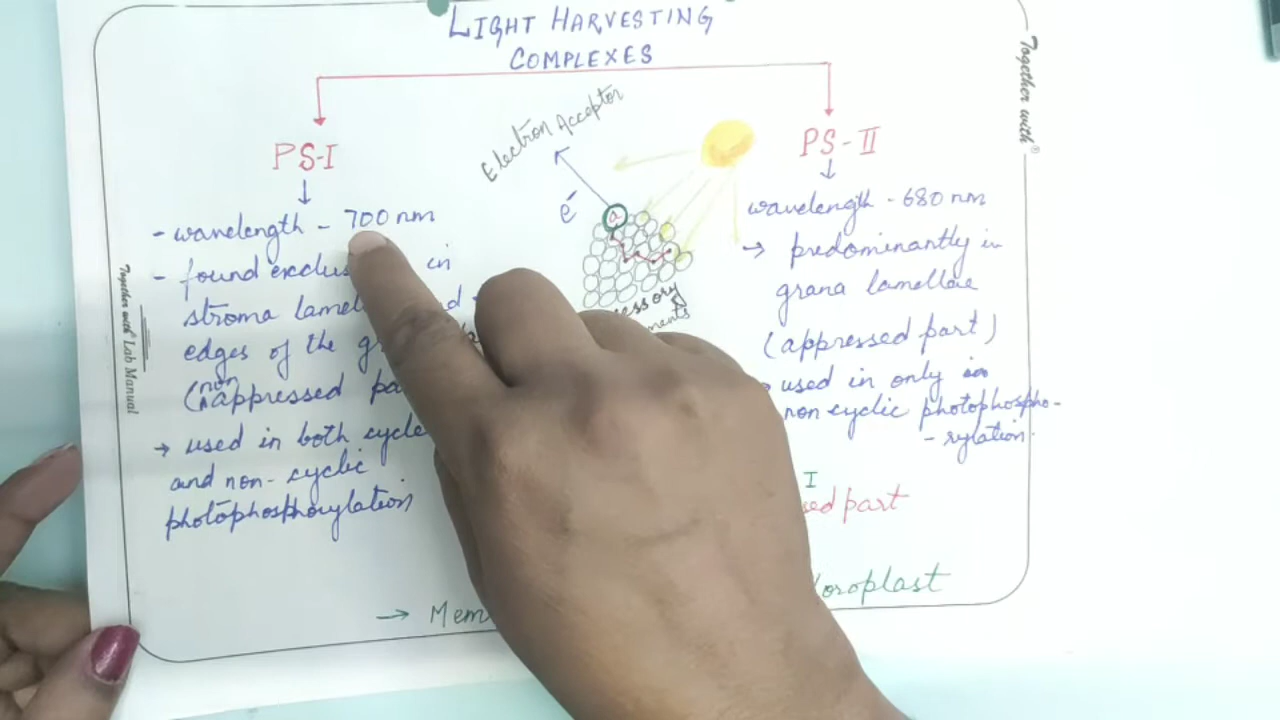 LIGHT HARVESTING
COMPLEXES
PS-I
- wavelength - 700 nm
- found in
stroma
edges of the
(non appressed
→ used in both
and non-cyclic
photophosphorylation
Electron Acceptor
é
a
PS-II
wavelength - 680 nm
→ predominantly in
grana lamellae
(appressed part)
used in only in
non cyclic photophospho-
- rylation.
I
part
→
Together with®
Together with® Lab Manual